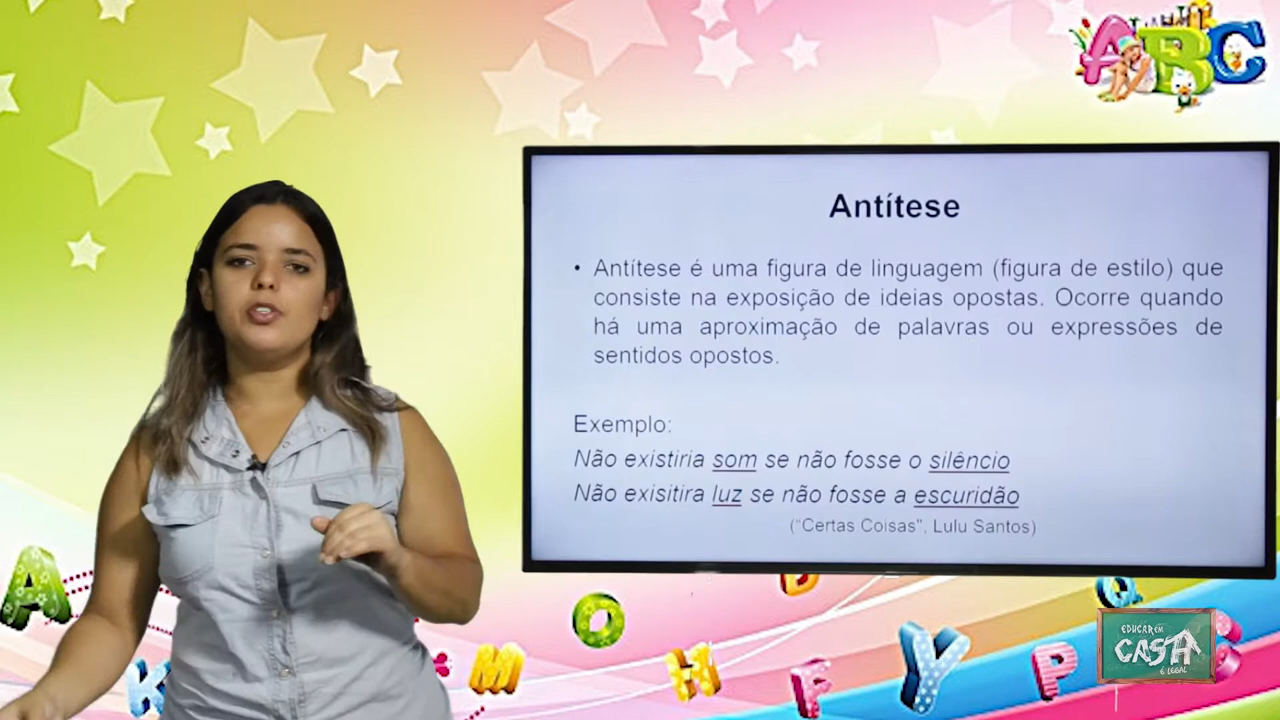 ABC
Antítese
• Antítese é uma figura de linguagem (figura de estilo) que
consiste na exposição de ideias opostas. Ocorre quando
há uma aproximação de palavras ou expressões de
sentidos opostos.
Exemplo:
Não existiria som se não fosse o silêncio
Não exisitira luz se não fosse a escuridão
("Certas Coisas", Lulu Santos)
A
K
M
O
H
B
F
Y
P
Q
EDUCAR EM
CASA
É LEGAL